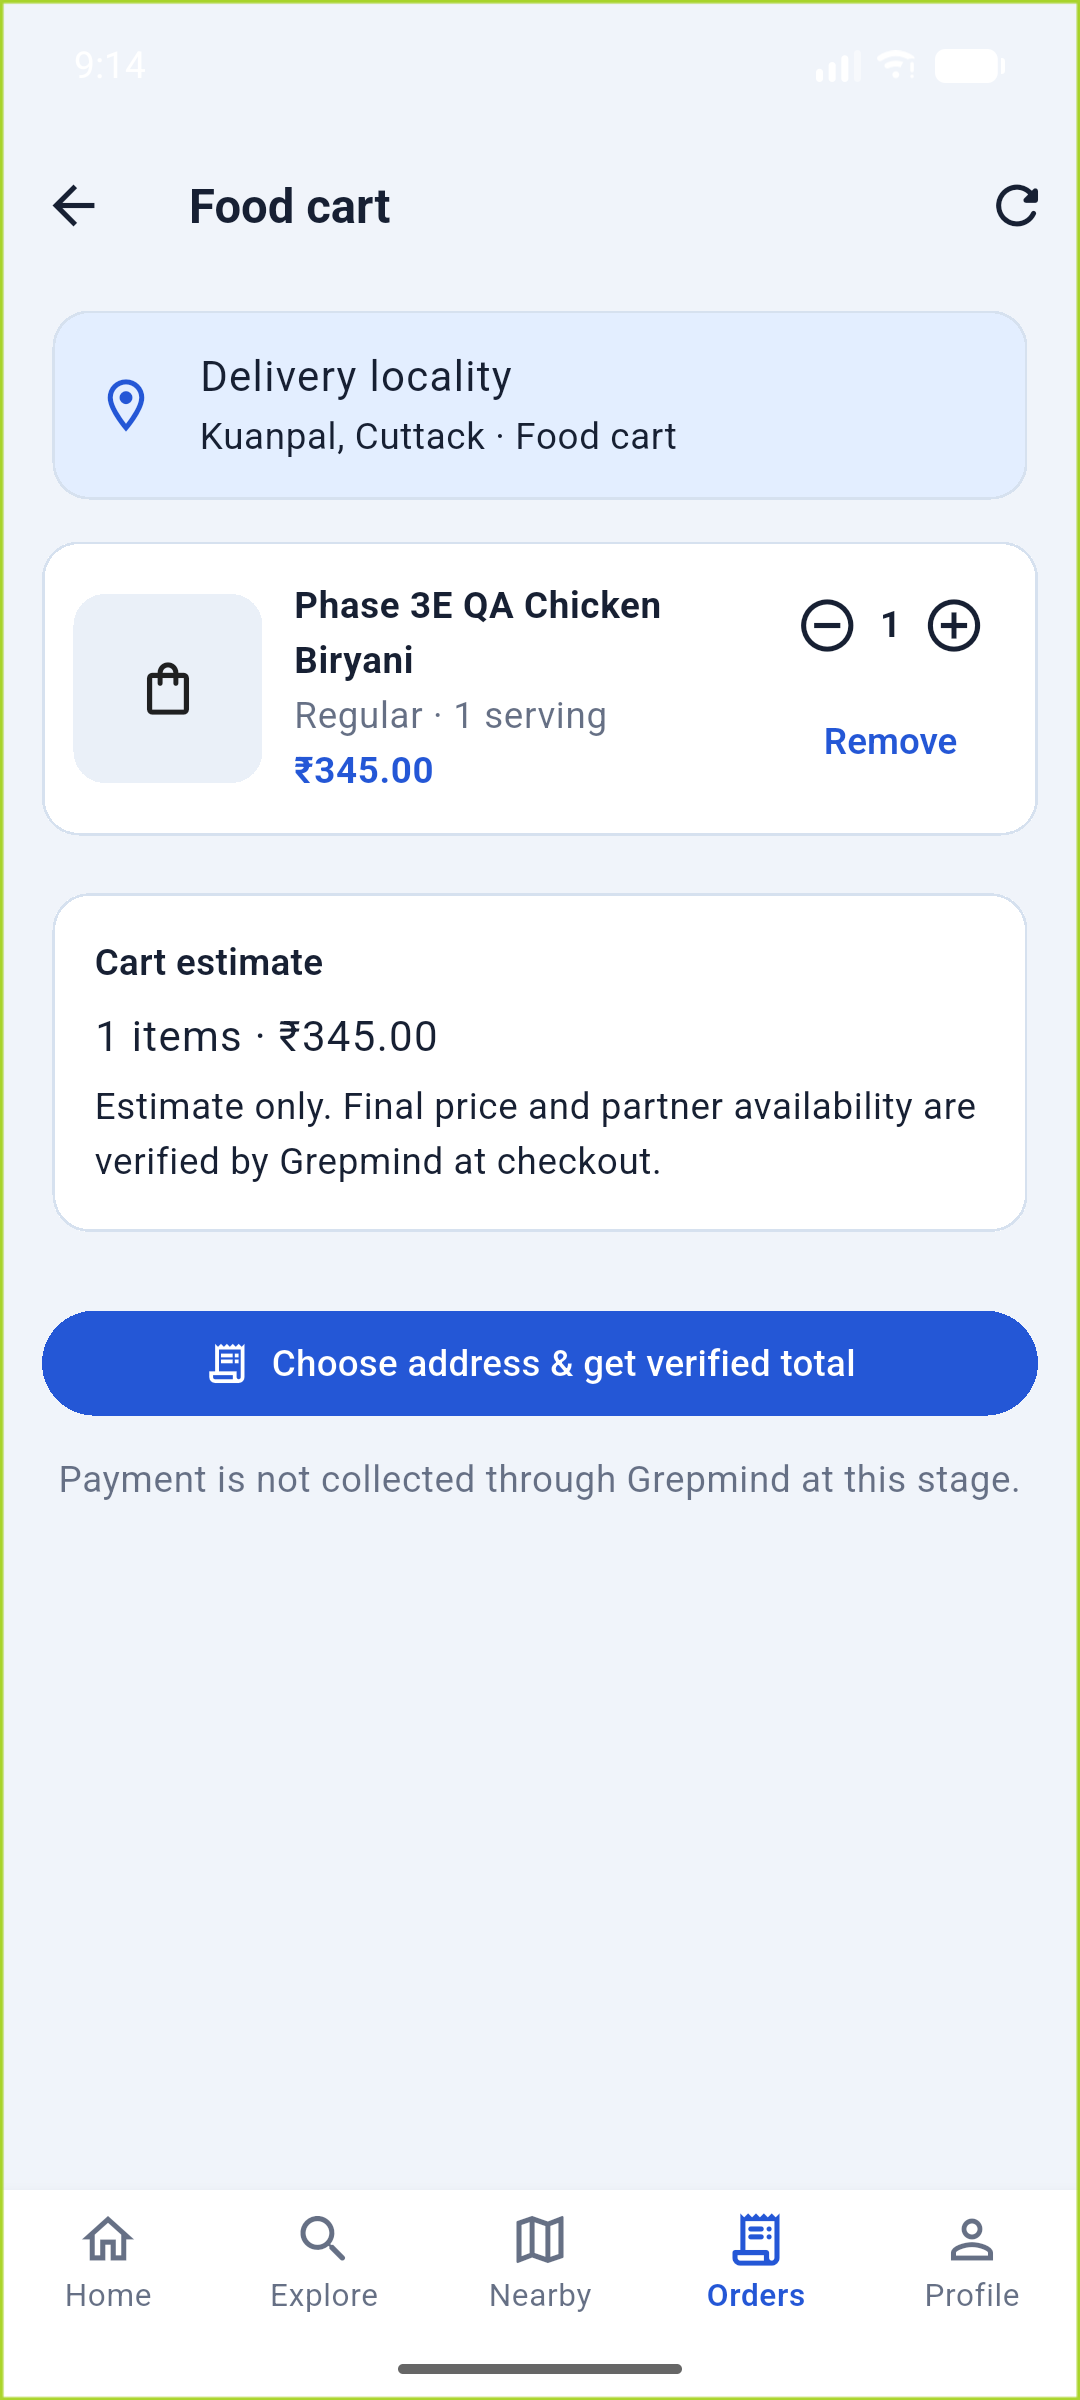 9:14
Food cart
Delivery locality
Kuanpal, Cuttack · Food cart
Phase 3E QA Chicken
Biryani
Regular · 1 serving
₹345.00
1
Remove
Cart estimate
1 items · ₹345.00
Estimate only. Final price and partner availability are
verified by Grepmind at checkout.
Choose address & get verified total
Payment is not collected through Grepmind at this stage.
Home
Explore
Nearby
Orders
Profile